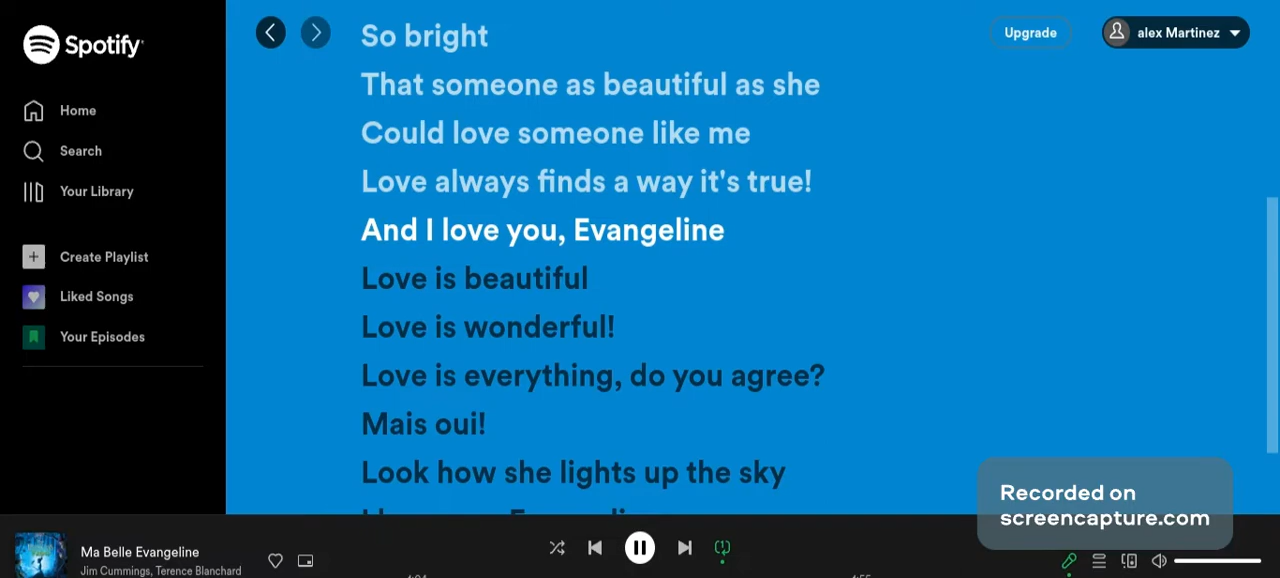 Spotify
Home
Search
Your Library
Create Playlist
Liked Songs
Your Episodes
Upgrade
alex Martinez
So bright
That someone as beautiful as she
Could love someone like me
Love always finds a way it's true!
And I love you, Evangeline
Love is beautiful
Love is wonderful!
Love is everything, do you agree?
Mais oui!
Look how she lights up the sky
Recorded on
screencapture.com
Ma Belle Evangeline
Jim Cummings, Terence Blanchard